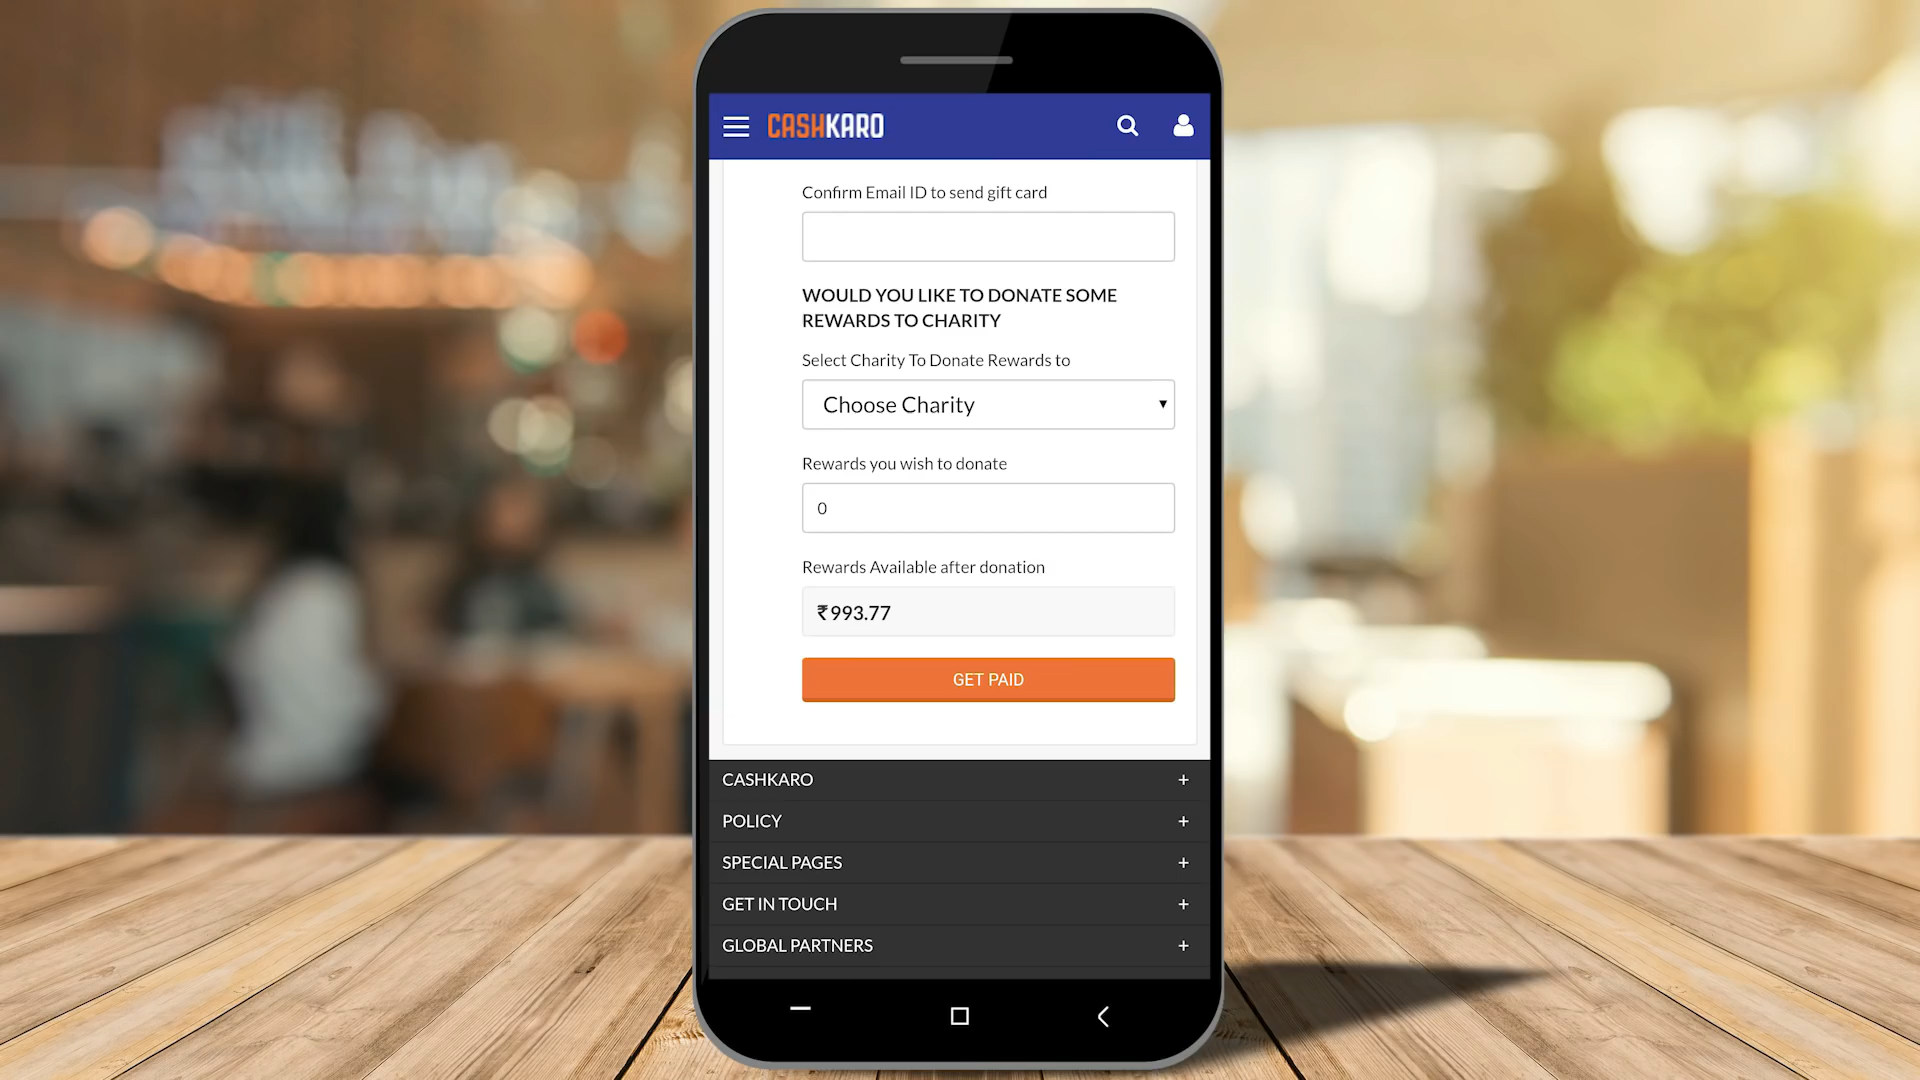 CASHKARO
Confirm Email ID to send gift card
WOULD YOU LIKE TO DONATE SOME
REWARDS TO CHARITY
Select Charity To Donate Rewards to
Choose Charity
Rewards you wish to donate
0
Rewards Available after donation
₹993.77
GET PAID
CASHKARO +
POLICY +
SPECIAL PAGES +
GET IN TOUCH +
GLOBAL PARTNERS +